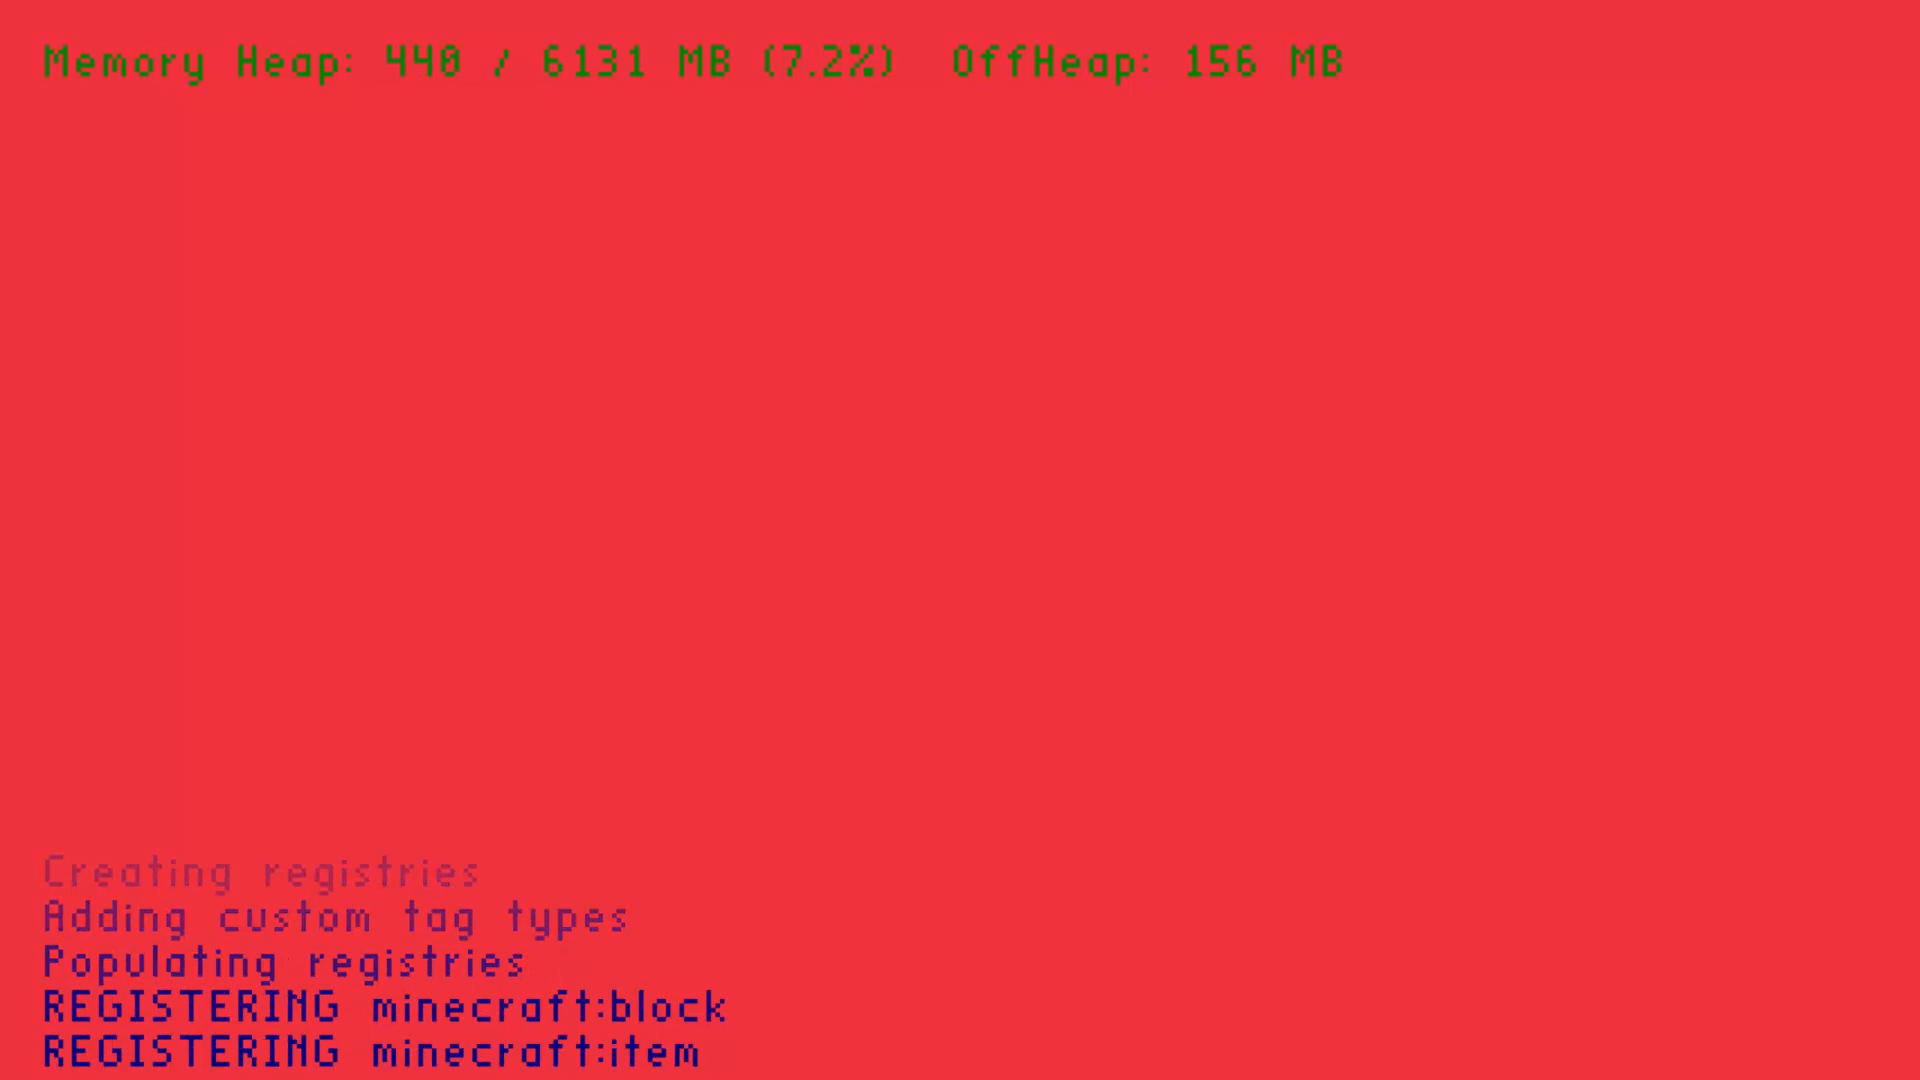 Memory Heap: 440 / 6131 MB (7.2%)  OffHeap: 156 MB
Creating registries
Adding custom tag types
Populating registries
REGISTERING minecraft:block
REGISTERING minecraft:item